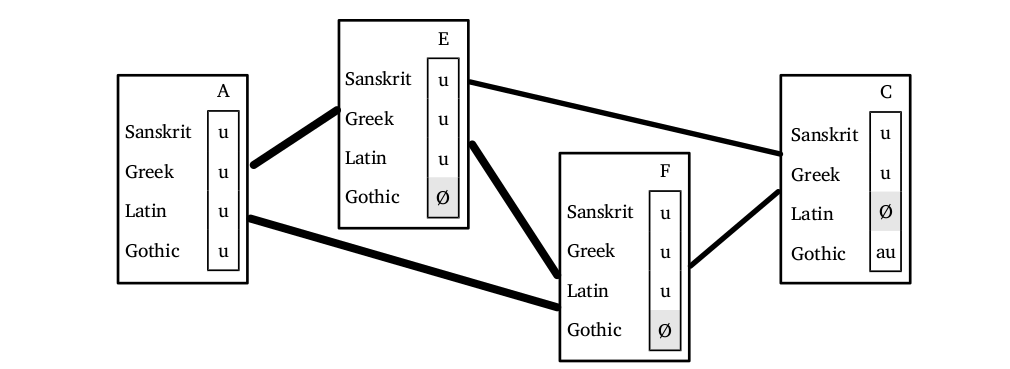 A
Sanskrit u
Greek u
Latin u
Gothic u
E
Sanskrit u
Greek u
Latin u
Gothic Ø
F
Sanskrit u
Greek u
Latin u
Gothic Ø
C
Sanskrit u
Greek u
Latin Ø
Gothic au